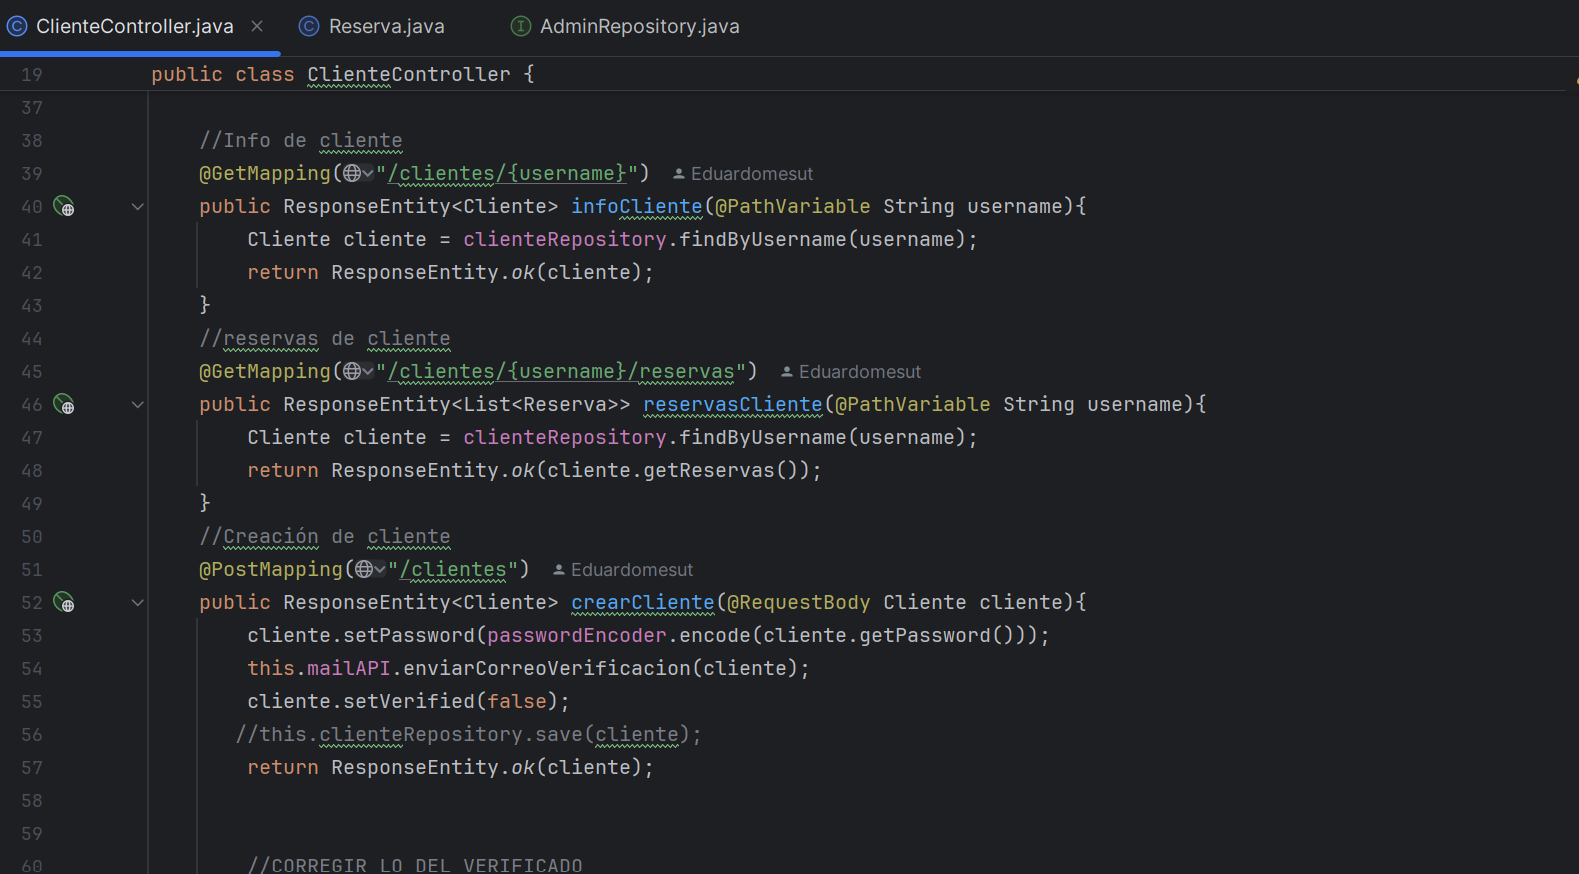 ClienteController.java Reserva.java AdminRepository.java
19 public class ClienteController {
37
38 //Info de cliente
39 @GetMapping("/clientes/{username}") Eduardomesut
40 public ResponseEntity<Cliente> infoCliente(@PathVariable String username){
41 Cliente cliente = clienteRepository.findByUsername(username);
42 return ResponseEntity.ok(cliente);
43 }
44 //reservas de cliente
45 @GetMapping("/clientes/{username}/reservas") Eduardomesut
46 public ResponseEntity<List<Reserva>> reservasCliente(@PathVariable String username){
47 Cliente cliente = clienteRepository.findByUsername(username);
48 return ResponseEntity.ok(cliente.getReservas());
49 }
50 //Creación de cliente
51 @PostMapping("/clientes") Eduardomesut
52 public ResponseEntity<Cliente> crearCliente(@RequestBody Cliente cliente){
53 cliente.setPassword(passwordEncoder.encode(cliente.getPassword()));
54 this.mailAPI.enviarCorreoVerificacion(cliente);
55 cliente.setVerified(false);
56 //this.clienteRepository.save(cliente);
57 return ResponseEntity.ok(cliente);
58
59
60 //CORREGIR LO DEL VERIFICADO